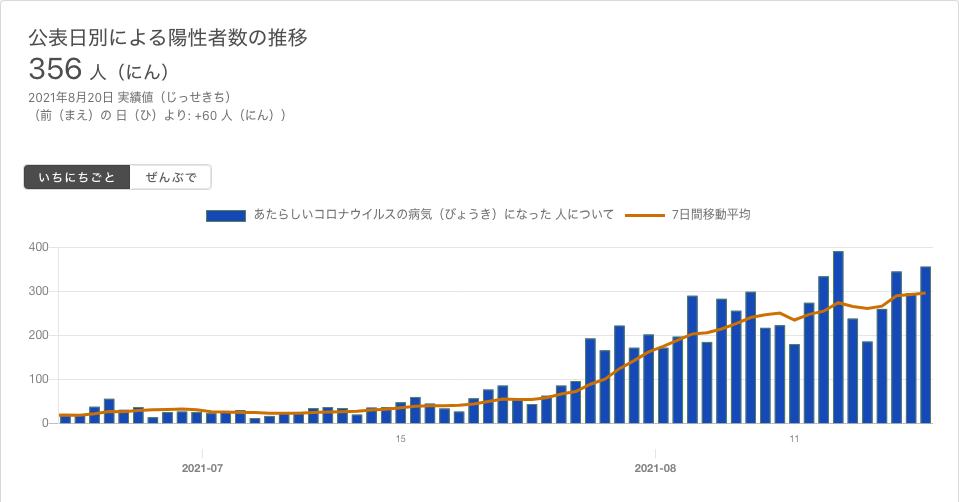 公表日別による陽性者数の推移
356 人（にん）
2021年8月20日 実績値（じっせきち）
（前（まえ）の 日（ひ）より: +60 人（にん））
いちにちごと ぜんぶで
あたらしいコロナウイルスの病気（びょうき）になった 人について 7日間移動平均
400
300
200
100
0
15 11
2021-07 2021-08